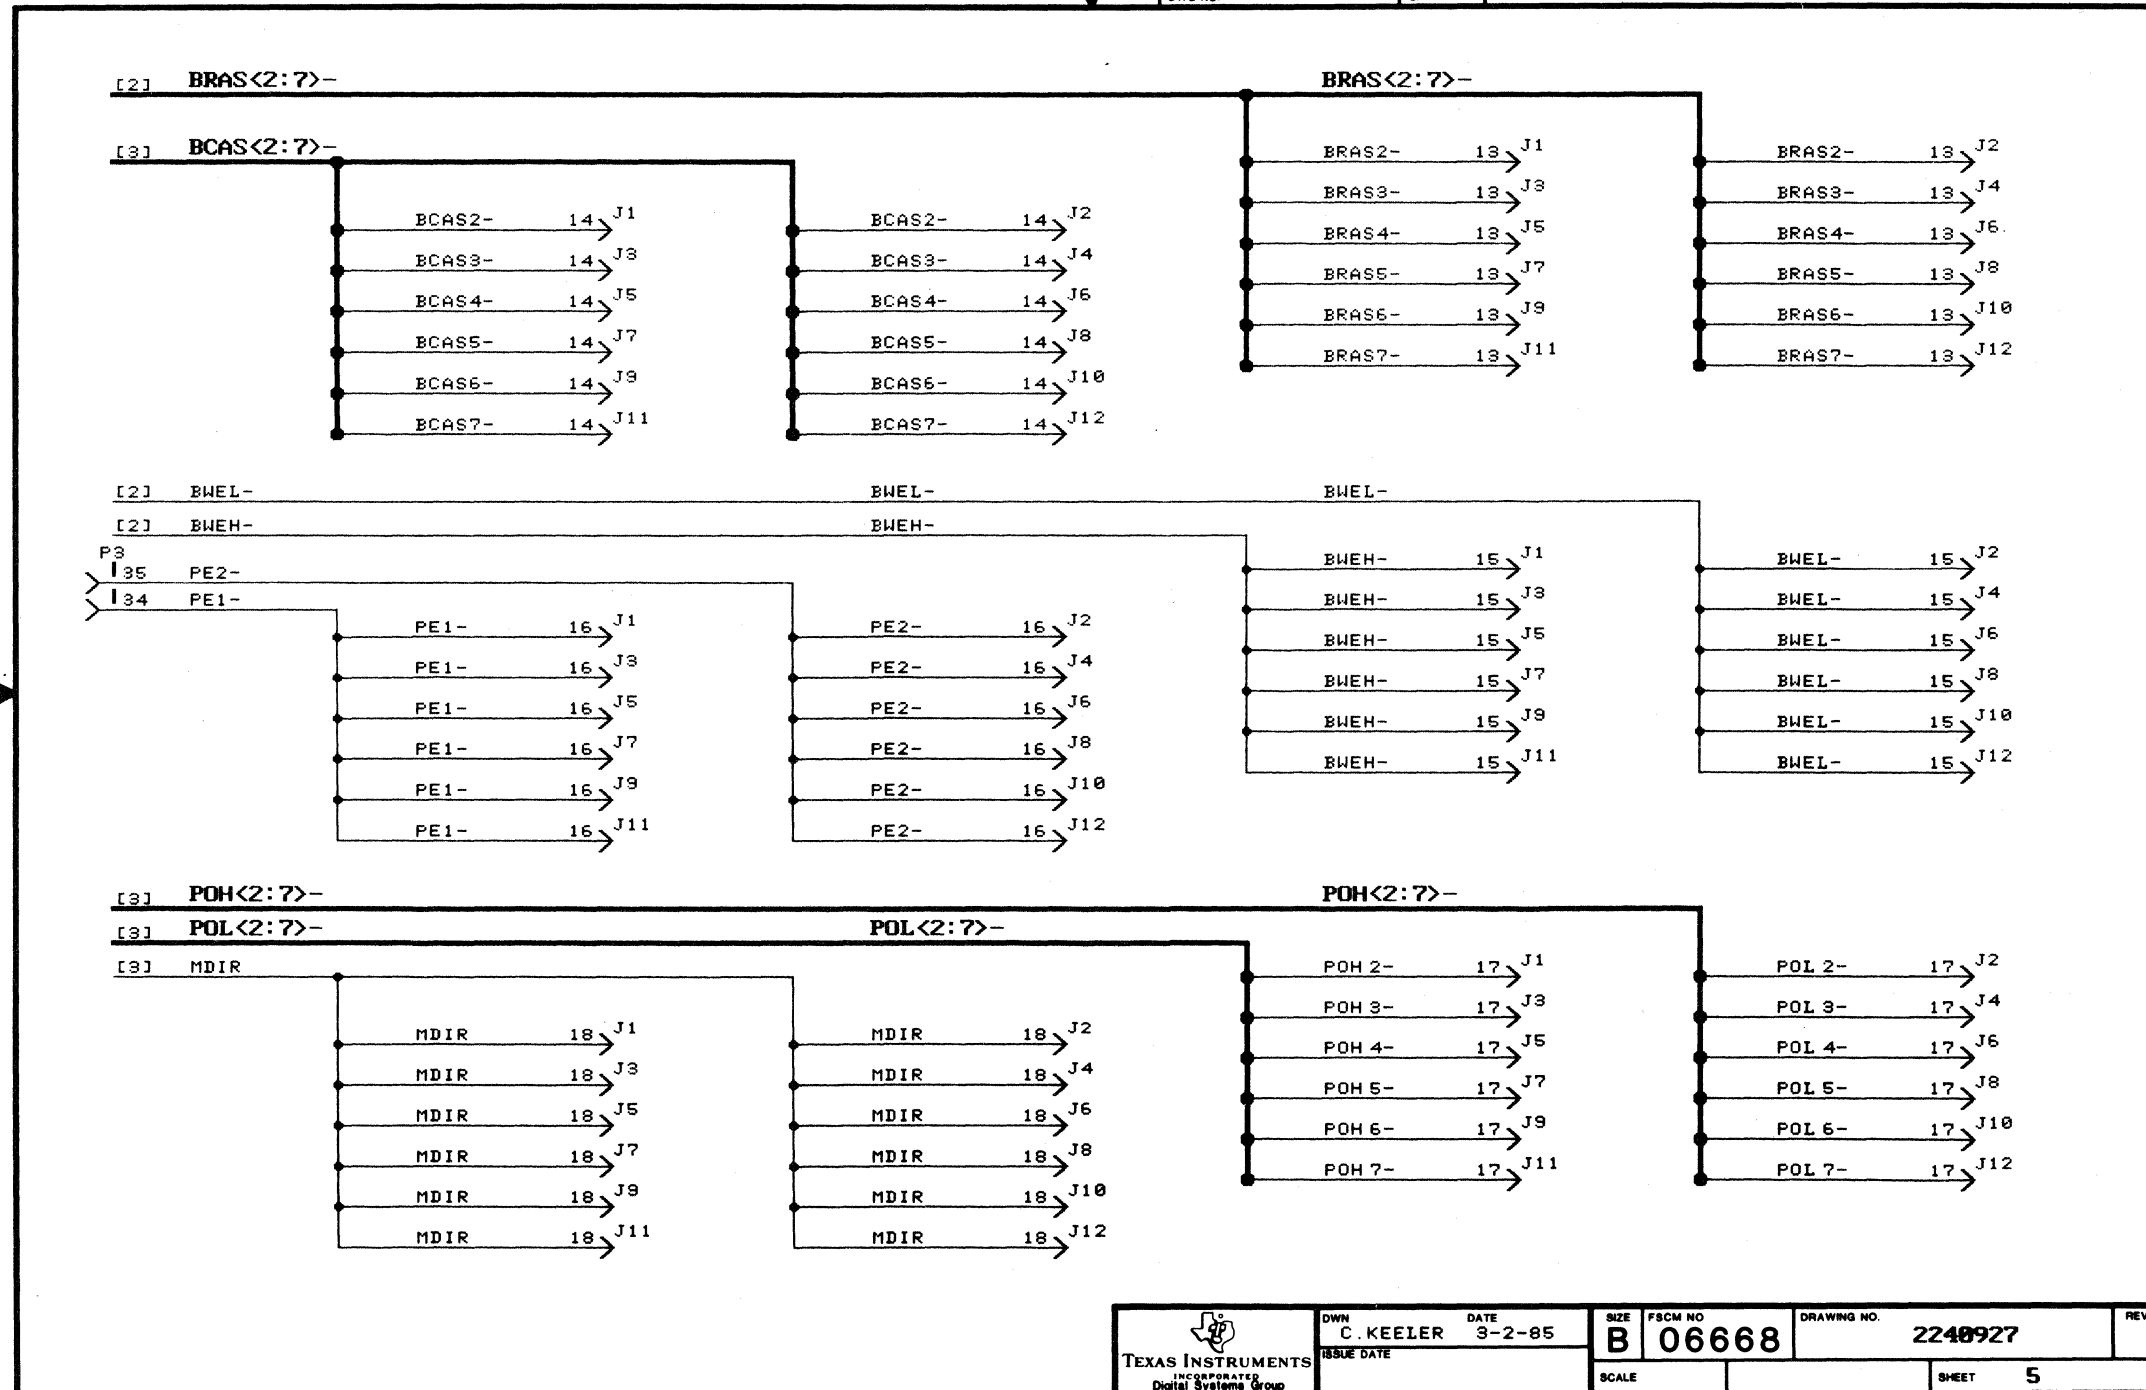 [2] BRAS<2:7>- BRAS<2:7>-
[3] BCAS<2:7>-
BRAS2- 13 J1 BRAS2- 13 J2
BRAS3- 13 J3 BRAS3- 13 J4
BRAS4- 13 J5 BRAS4- 13 J6
BRAS5- 13 J7 BRAS5- 13 J8
BRAS6- 13 J9 BRAS6- 13 J10
BRAS7- 13 J11 BRAS7- 13 J12
BCAS2- 14 J1 BCAS2- 14 J2
BCAS3- 14 J3 BCAS3- 14 J4
BCAS4- 14 J5 BCAS4- 14 J6
BCAS5- 14 J7 BCAS5- 14 J8
BCAS6- 14 J9 BCAS6- 14 J10
BCAS7- 14 J11 BCAS7- 14 J12
[2] BWEL- BWEL- BWEL-
[2] BWEH- BWEH-
P3
35 PE2-
34 PE1-
BWEH- 15 J1 BWEL- 15 J2
BWEH- 15 J3 BWEL- 15 J4
BWEH- 15 J5 BWEL- 15 J6
BWEH- 15 J7 BWEL- 15 J8
BWEH- 15 J9 BWEL- 15 J10
BWEH- 15 J11 BWEL- 15 J12
PE1- 16 J1 PE2- 16 J2
PE1- 16 J3 PE2- 16 J4
PE1- 16 J5 PE2- 16 J6
PE1- 16 J7 PE2- 16 J8
PE1- 16 J9 PE2- 16 J10
PE1- 16 J11 PE2- 16 J12
[3] POH<2:7>- POH<2:7>-
[3] POL<2:7>- POL<2:7>-
[3] MDIR
POH 2- 17 J1 POL 2- 17 J2
POH 3- 17 J3 POL 3- 17 J4
POH 4- 17 J5 POL 4- 17 J6
POH 5- 17 J7 POL 5- 17 J8
POH 6- 17 J9 POL 6- 17 J10
POH 7- 17 J11 POL 7- 17 J12
MDIR 18 J1 MDIR 18 J2
MDIR 18 J3 MDIR 18 J4
MDIR 18 J5 MDIR 18 J6
MDIR 18 J7 MDIR 18 J8
MDIR 18 J9 MDIR 18 J10
MDIR 18 J11 MDIR 18 J12
TEXAS INSTRUMENTS
INCORPORATED
Digital Systems Group
DWN DATE
C.KEELER 3-2-85
ISSUE DATE
SIZE FSCM NO DRAWING NO. REV
B 06668 2240927
SCALE SHEET 5